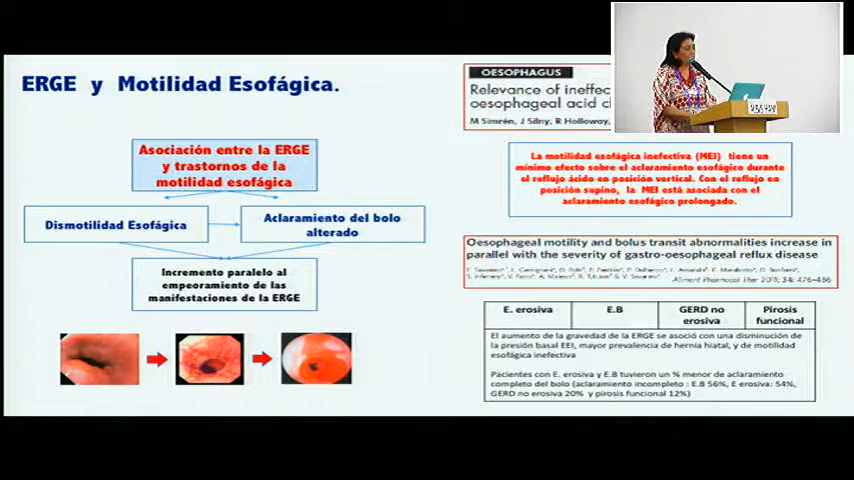 ERGE y Motilidad Esofágica.
Asociación entre la ERGE
y trastornos de la
motilidad esofágica
Dismotilidad Esofágica
Aclaramiento del bolo
alterado
Incremento paralelo al
empeoramiento de las
manifestaciones de la ERGE
OESOPHAGUS
Relevance of ineffec
oesophageal acid cl
M Simrén, J Silny, R Holloway,
La motilidad esofágica inefectiva (MEI) tiene un
mínimo efecto sobre el aclaramiento esofágico durante
el reflujo ácido en posición vertical. Con el reflujo en
posición supino, la MEI está asociada con el
aclaramiento esofágico prolongado.
Oesophageal motility and bolus transit abnormalities increase in
parallel with the severity of gastro-oesophageal reflux disease
Aliment Pharmacol Ther 2011; 34: 476–486
E. erosiva
E.B
GERD no
erosiva
Pirosis
funcional
El aumento de la gravedad de la ERGE se asoció con una disminución de
la presión basal EEI, mayor prevalencia de hernia hiatal, y de motilidad
esofágica inefectiva
Pacientes con E. erosiva y E.B tuvieron un % menor de aclaramiento
completo del bolo (aclaramiento incompleto : E.B 56%, E erosiva: 54%,
GERD no erosiva 20% y pirosis funcional 12%)